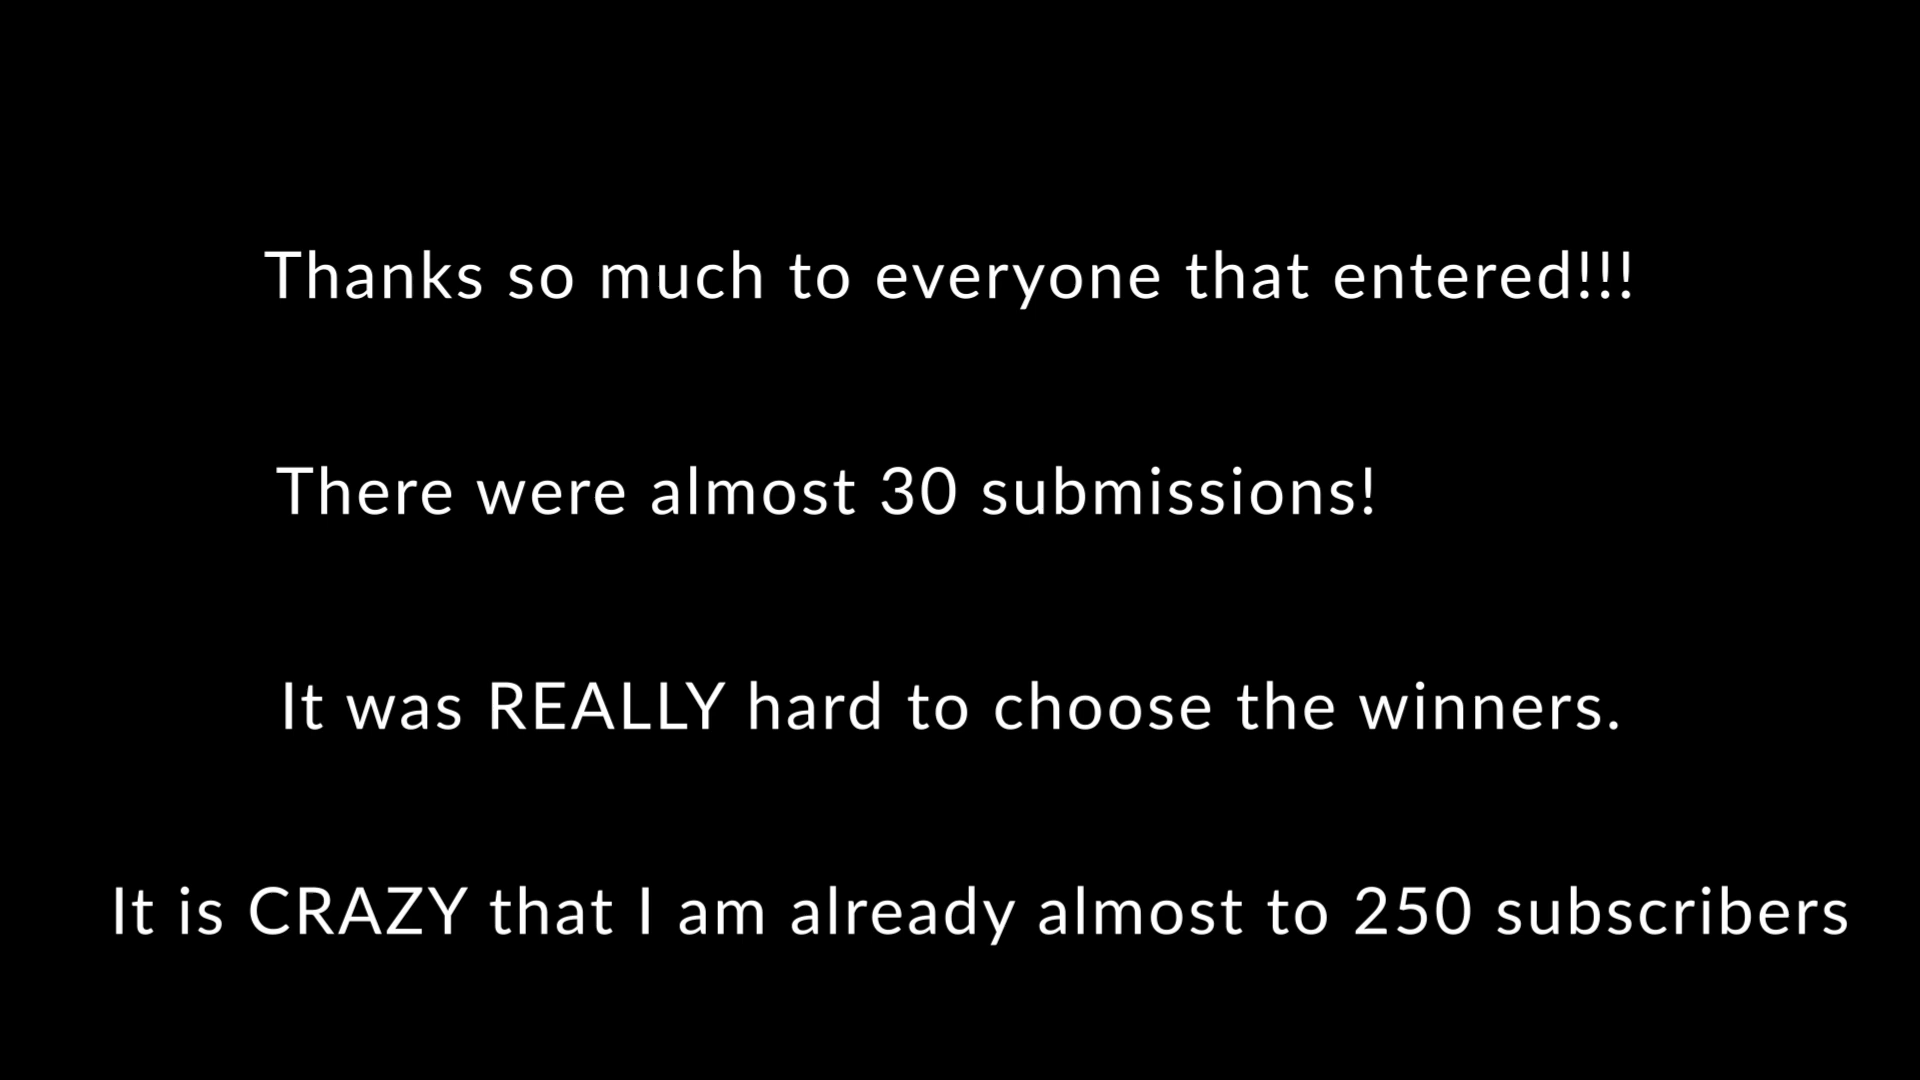 Thanks so much to everyone that entered!!!
There were almost 30 submissions!
It was REALLY hard to choose the winners.
It is CRAZY that I am already almost to 250 subscribers